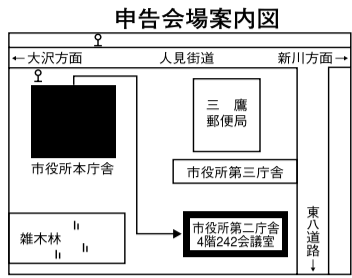 申告会場案内図
←大沢方面
人見街道
新川方面→
三鷹
郵便局
市役所本庁舎
市役所第三庁舎
雑木林
市役所第二庁舎
4階242会議室
東八道路↓